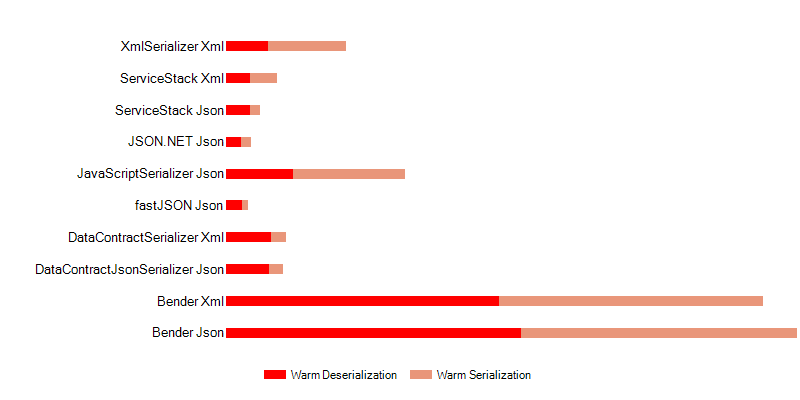 XmlSerializer Xml
ServiceStack Xml
ServiceStack Json
JSON.NET Json
JavaScriptSerializer Json
fastJSON Json
DataContractSerializer Xml
DataContractJsonSerializer Json
Bender Xml
Bender Json
Warm Deserialization Warm Serialization